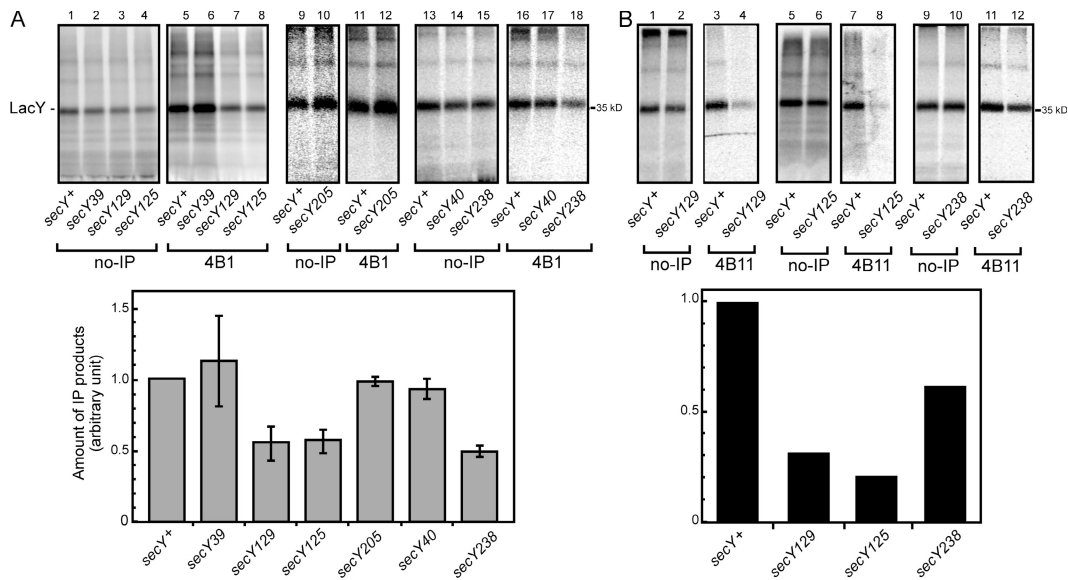 A
1 2 3 4 5 6 7 8 9 10 11 12 13 14 15 16 17 18
LacY -
35 kD
secY+ secY39 secY129 secY125 secY+ secY39 secY129 secY125 secY+ secY205 secY+ secY205 secY+ secY40 secY238 secY+ secY40 secY238
no-IP 4B1 no-IP 4B1 no-IP 4B1
Amount of IP products
(arbitrary unit)
1.5
1.0
0.5
0
secY+ secY39 secY129 secY125 secY205 secY40 secY238
B
1 2 3 4 5 6 7 8 9 10 11 12
35 kD
secY+ secY129 secY+ secY129 secY+ secY125 secY+ secY125 secY+ secY238 secY+ secY238
no-IP 4B11 no-IP 4B11 no-IP 4B11
1.0
0.5
0
secY+ secY129 secY125 secY238